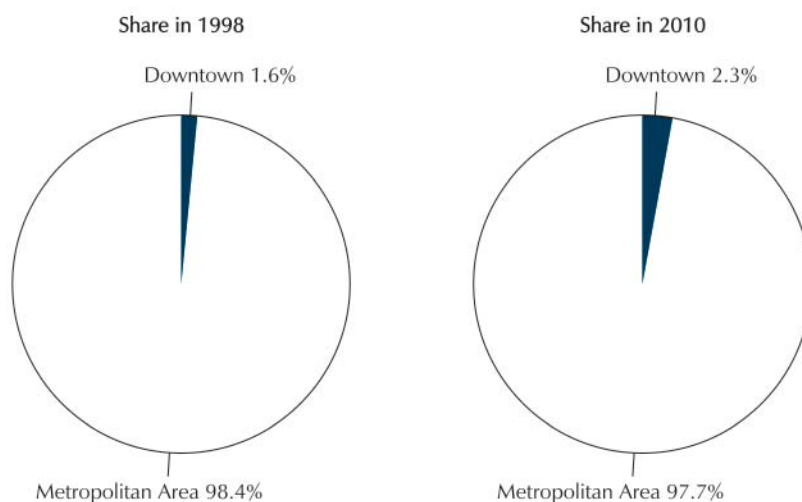 Share in 1998
Downtown 1.6%
Metropolitan Area 98.4%
Share in 2010
Downtown 2.3%
Metropolitan Area 97.7%